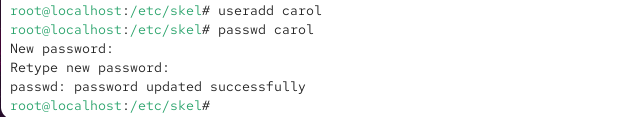 root@localhost:/etc/skel# useradd carol
root@localhost:/etc/skel# passwd carol
New password:
Retype new password:
passwd: password updated successfully
root@localhost:/etc/skel#